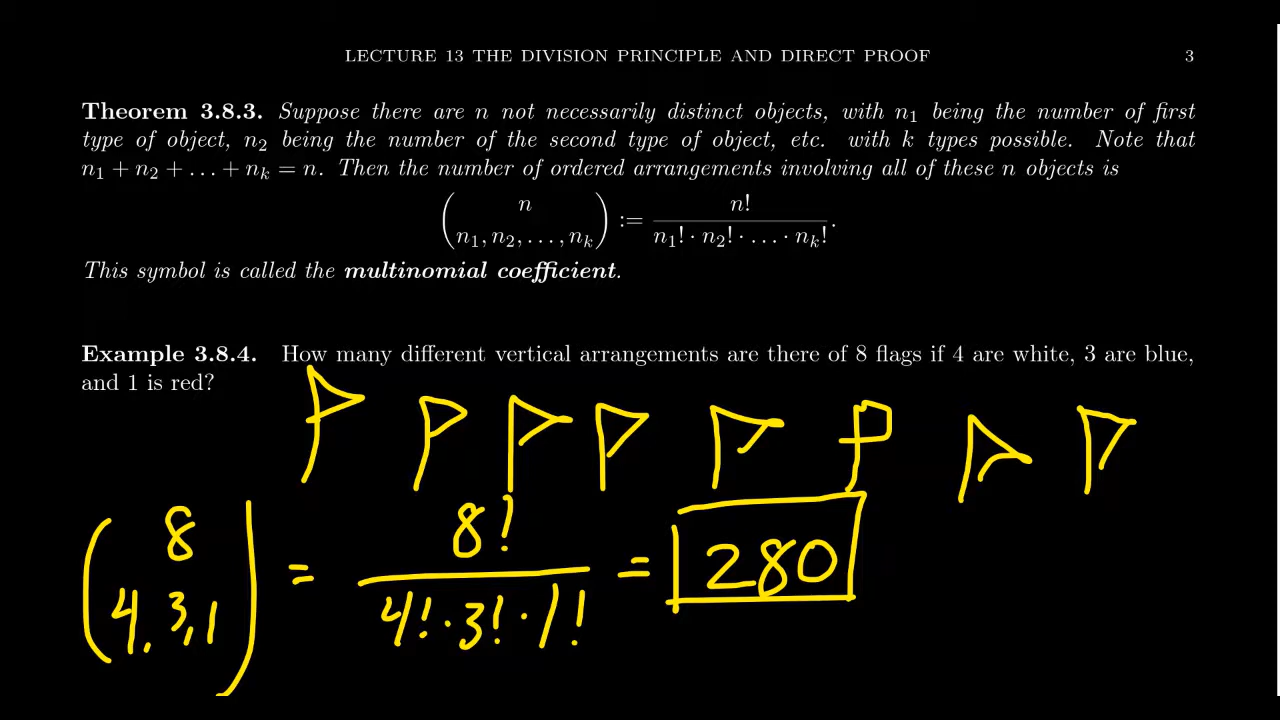 LECTURE 13 THE DIVISION PRINCIPLE AND DIRECT PROOF 3
Theorem 3.8.3. Suppose there are n not necessarily distinct objects, with n₁ being the number of first
type of object, n₂ being the number of the second type of object, etc. with k types possible. Note that
n₁ + n₂ + . . . + nₖ = n. Then the number of ordered arrangements involving all of these n objects is
(n over n₁, n₂, . . . , nₖ) := n! / (n₁! · n₂! · . . . · nₖ!).
This symbol is called the multinomial coefficient.
Example 3.8.4. How many different vertical arrangements are there of 8 flags if 4 are white, 3 are blue,
and 1 is red?
(8 over 4, 3, 1) = 8! / (4! · 3! · 1!) = 280